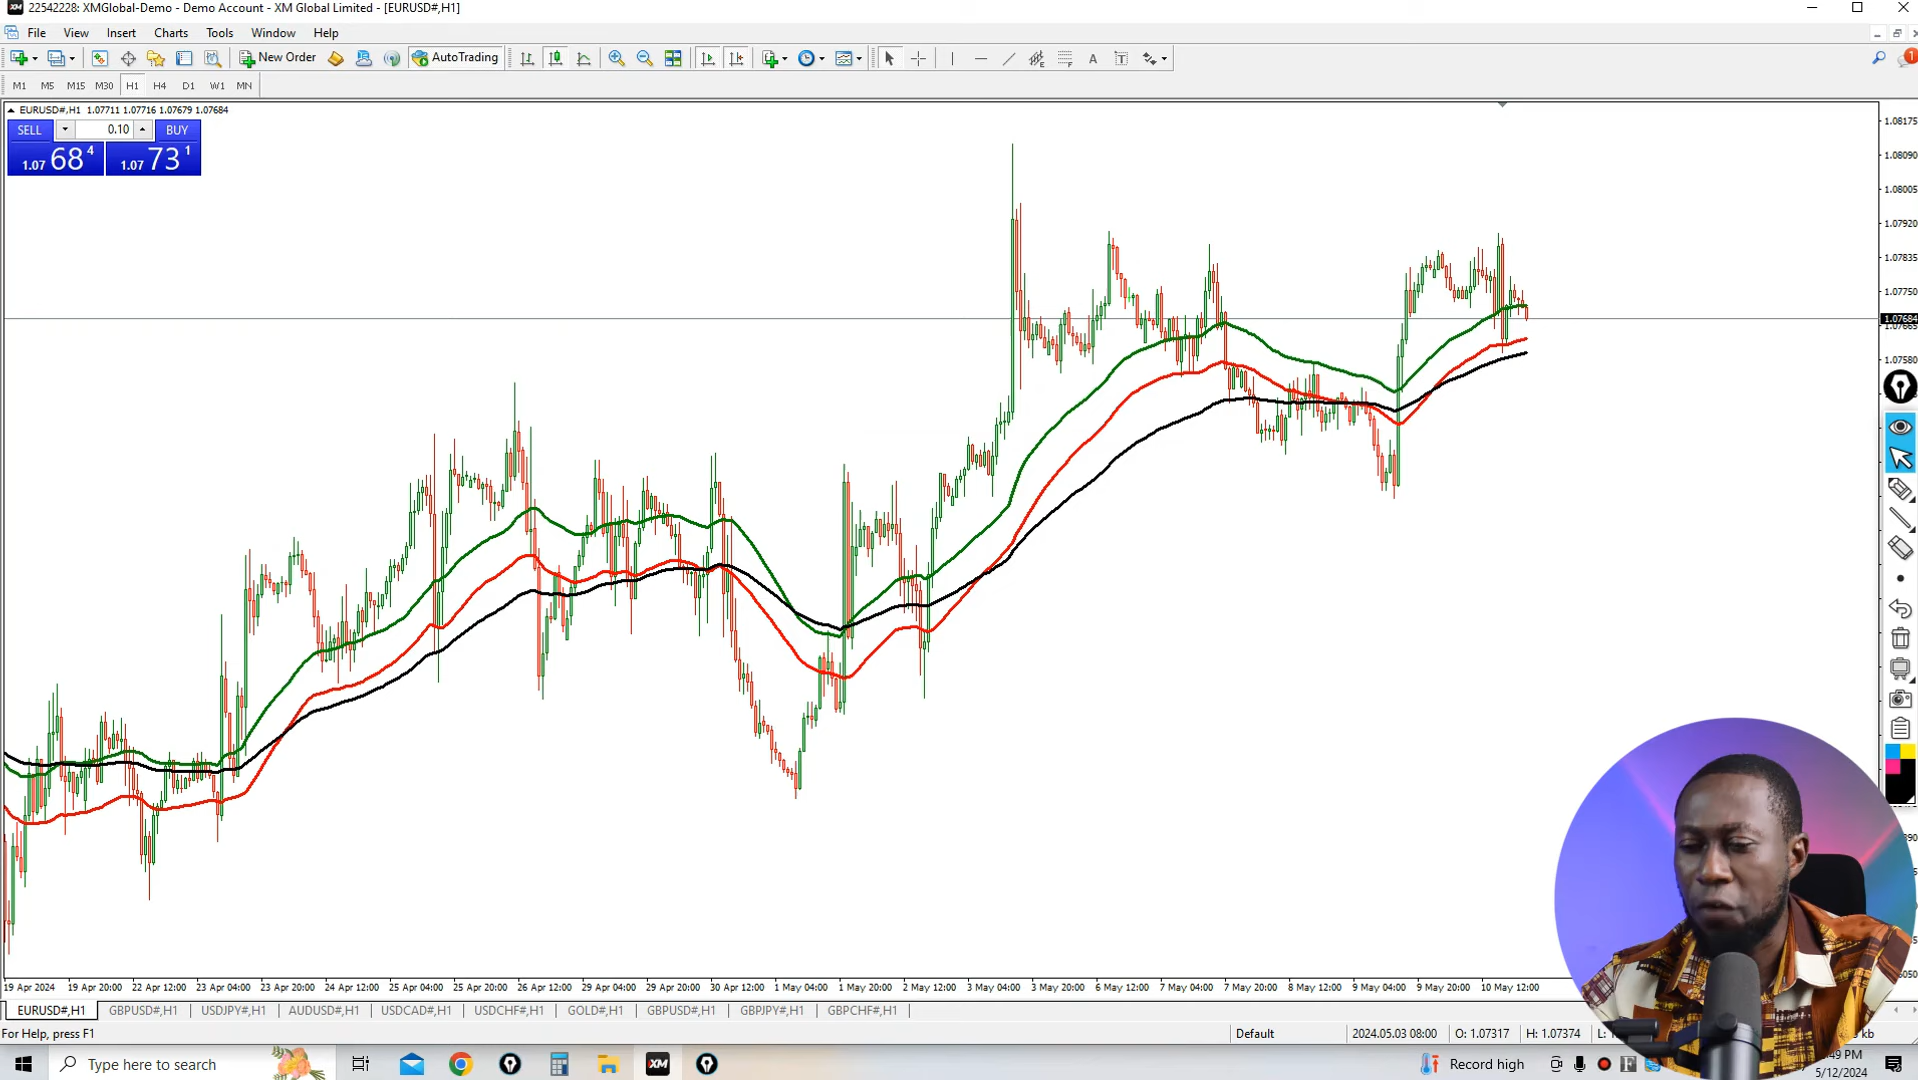 22542228: XMGlobal-Demo - Demo Account - XM Global Limited - [EURUSD#,H1]
File View Insert Charts Tools Window Help
New Order AutoTrading
M1 M5 M15 M30 H1 H4 D1 W1 MN
EURUSD#,H1 1.07711 1.07716 1.07679 1.07684
SELL 0.10 BUY
1.07 68 4 1.07 73 1
1.08175
1.08090
1.08005
1.07920
1.07835
1.07750
1.07684
1.07665
1.07580
19 Apr 2024 19 Apr 20:00 22 Apr 12:00 23 Apr 04:00 23 Apr 20:00 24 Apr 12:00 25 Apr 04:00 25 Apr 20:00 26 Apr 12:00 29 Apr 04:00 29 Apr 20:00 30 Apr 12:00 1 May 04:00 1 May 20:00 2 May 12:00 3 May 04:00 3 May 20:00 6 May 12:00 7 May 04:00 7 May 20:00 8 May 12:00 9 May 04:00 9 May 20:00 10 May 12:00
EURUSD#,H1 GBPUSD#,H1 USDJPY#,H1 AUDUSD#,H1 USDCAD#,H1 USDCHF#,H1 GOLD#,H1 GBPUSD#,H1 GBPJPY#,H1 GBPCHF#,H1
For Help, press F1 Default 2024.05.03 08:00 O: 1.07317 H: 1.07374 kb
Type here to search XM Record high
:49 PM
5/12/2024